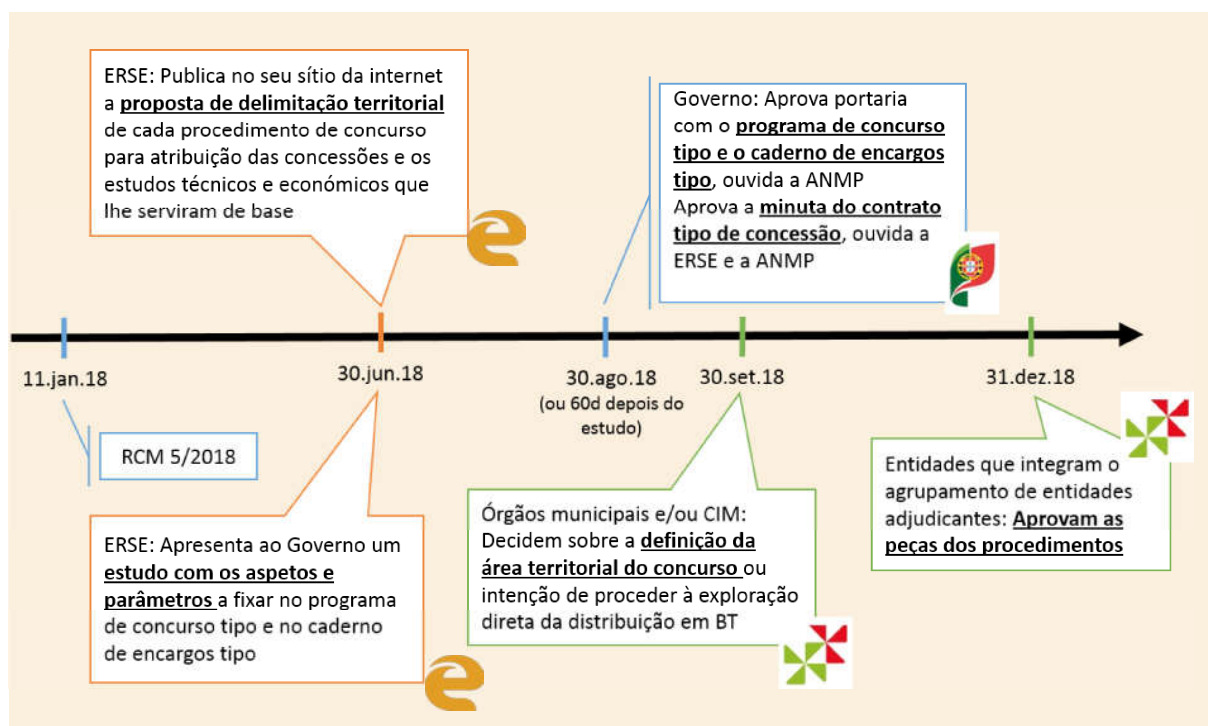 ERSE: Publica no seu sítio da internet
a proposta de delimitação territorial
de cada procedimento de concurso
para atribuição das concessões e os
estudos técnicos e económicos que
lhe serviram de base
Governo: Aprova portaria
com o programa de concurso
tipo e o caderno de encargos
tipo, ouvida a ANMP
Aprova a minuta do contrato
tipo de concessão, ouvida a
ERSE e a ANMP
11.jan.18
30.jun.18
30.ago.18
(ou 60d depois do
estudo)
30.set.18
31.dez.18
RCM 5/2018
ERSE: Apresenta ao Governo um
estudo com os aspetos e
parâmetros a fixar no programa
de concurso tipo e no caderno
de encargos tipo
Órgãos municipais e/ou CIM:
Decidem sobre a definição da
área territorial do concurso ou
intenção de proceder à exploração
direta da distribuição em BT
Entidades que integram o
agrupamento de entidades
adjudicantes: Aprovam as
peças dos procedimentos